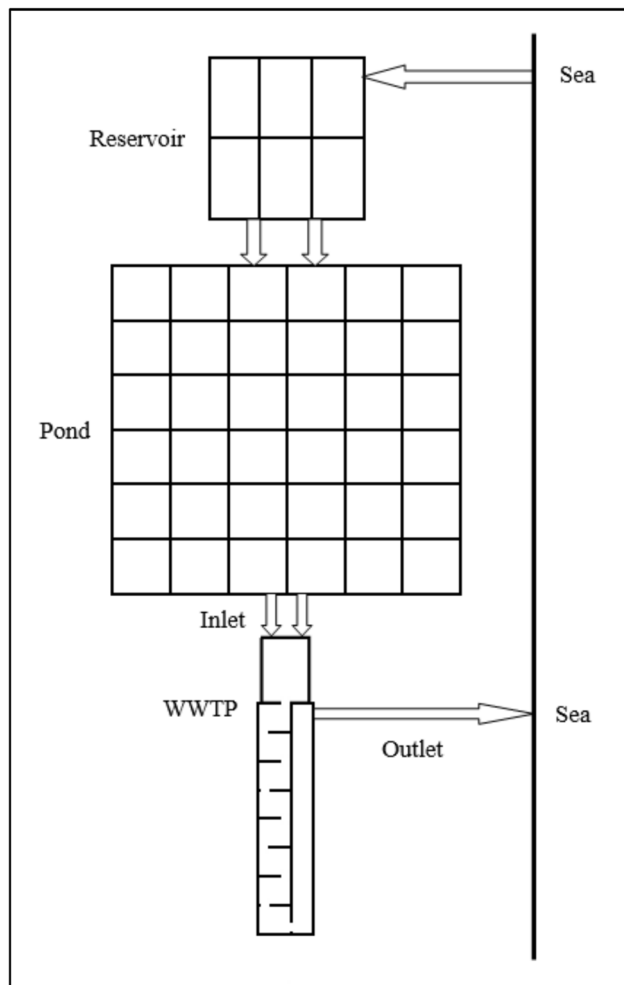 Sea
Reservoir
Pond
Inlet
WWTP
Sea
Outlet